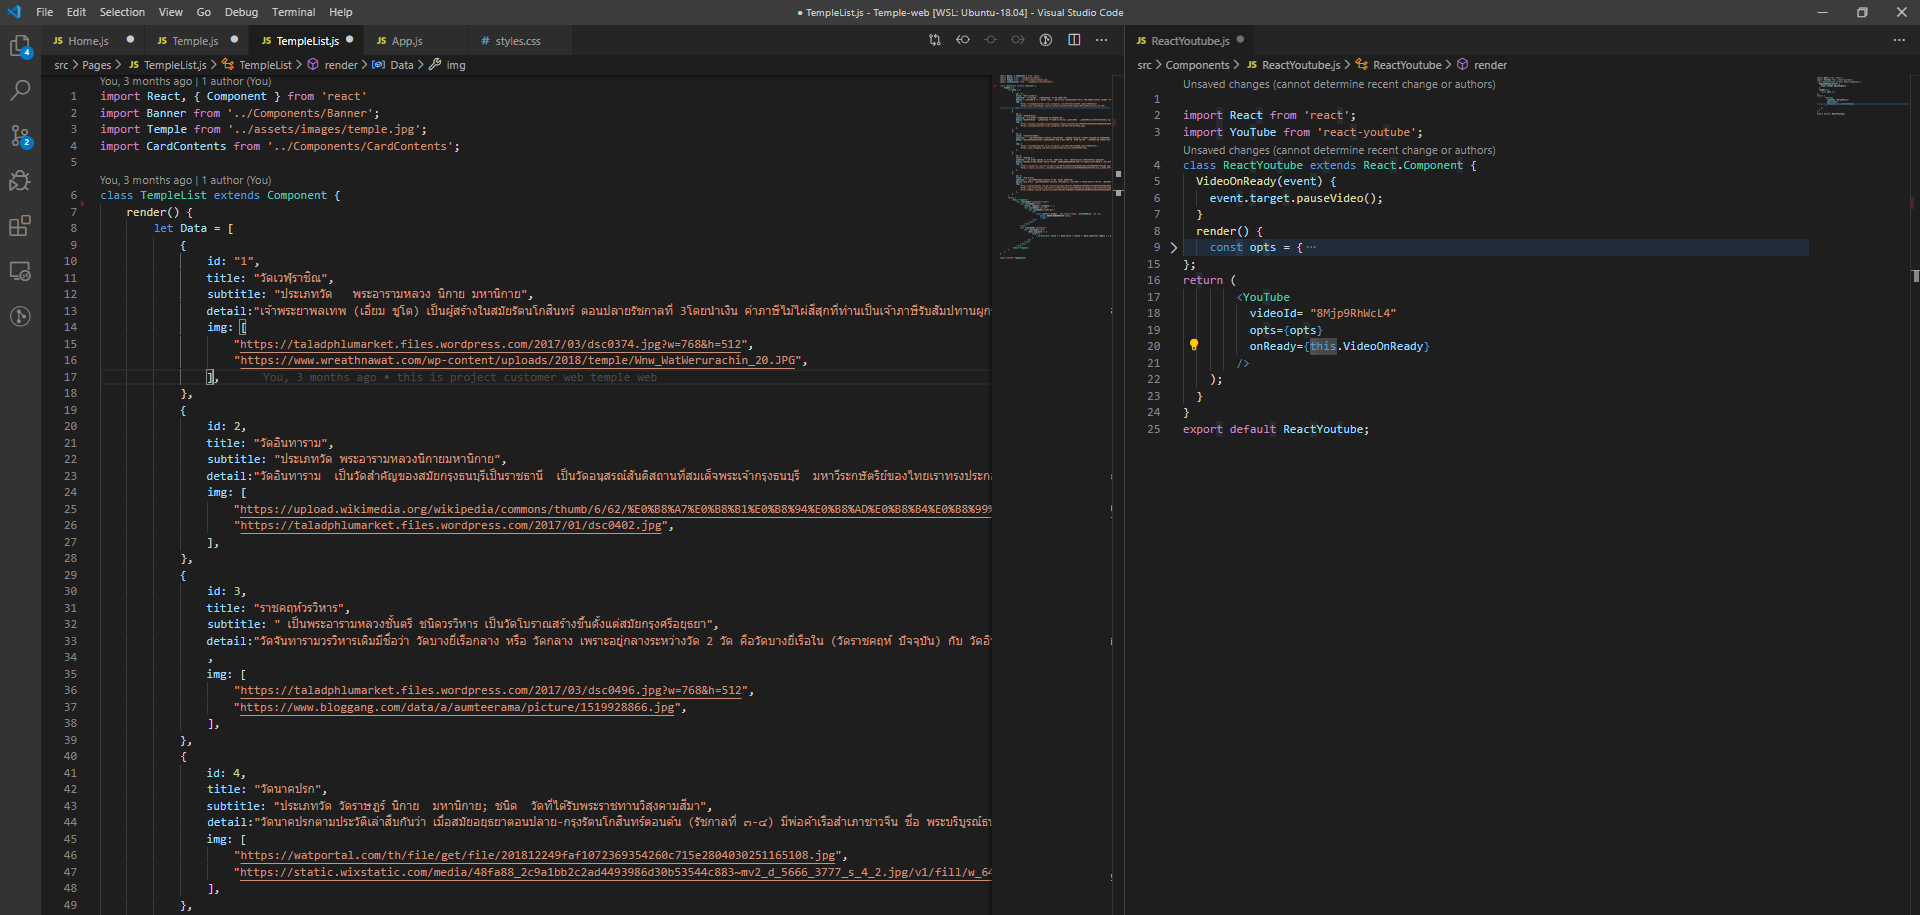 File Edit Selection View Go Debug Terminal Help
● TempleList.js - Temple-web [WSL: Ubuntu-18.04] - Visual Studio Code
JS Home.js ● JS Temple.js ● JS TempleList.js ● JS App.js # styles.css
src > Pages > JS TempleList.js > TempleList > render > Data > img
You, 3 months ago | 1 author (You)
1 import React, { Component } from 'react'
2 import Banner from '../Components/Banner';
3 import Temple from '../assets/images/temple.jpg';
4 import CardContents from '../Components/CardContents';
5
You, 3 months ago | 1 author (You)
6 class TempleList extends Component {
7 render() {
8 let Data = [
9 {
10 id: "1",
11 title: "วัดเวฬุราชิณ",
12 subtitle: "ประเภทวัด   พระอารามหลวง นิกาย มหานิกาย",
13 detail:"เจ้าพระยาพลเทพ (เอี่ยม ชูโต) เป็นผู้สร้างในสมัยรัตนโกสินทร์ ตอนปลายรัชกาลที่ 3โดยนำเงิน ค่าภาษีไม้ไผ่สีสุกที่ท่านเป็นเจ้าภาษีรับสัมปทานผูก
14 img: [
15 "https://taladphlumarket.files.wordpress.com/2017/03/dsc0374.jpg?w=768&h=512",
16 "https://www.wreathnawat.com/wp-content/uploads/2018/temple/Wnw_WatWerurachin_20.JPG",
17 ], You, 3 months ago • this is project customer web temple web
18 },
19 {
20 id: 2,
21 title: "วัดอินทาราม",
22 subtitle: "ประเภทวัด พระอารามหลวงนิกายมหานิกาย",
23 detail:"วัดอินทาราม  เป็นวัดสำคัญของสมัยกรุงธนบุรีเป็นราชธานี  เป็นวัดอนุสรณ์สันติสถานที่สมเด็จพระเจ้ากรุงธนบุรี  มหาวีระกษัตริย์ของไทยเราทรงประก
24 img: [
25 "https://upload.wikimedia.org/wikipedia/commons/thumb/6/62/%E0%B8%A7%E0%B8%B1%E0%B8%94%E0%B8%AD%E0%B8%B4%E0%B8%99%
26 "https://taladphlumarket.files.wordpress.com/2017/01/dsc0402.jpg",
27 ],
28 },
29 {
30 id: 3,
31 title: "ราชคฤห์วรวิหาร",
32 subtitle: " เป็นพระอารามหลวงชั้นตรี ชนิดวรวิหาร เป็นวัดโบราณสร้างขึ้นตั้งแต่สมัยกรุงศรีอยุธยา",
33 detail:"วัดจันทารามวรวิหารเดิมมีชื่อว่า วัดบางยี่เรือกลาง หรือ วัดกลาง เพราะอยู่กลางระหว่างวัด 2 วัด คือวัดบางยี่เรือใน (วัดราชคฤห์ ปัจจุบัน) กับ วัดอิ
34 ,
35 img: [
36 "https://taladphlumarket.files.wordpress.com/2017/03/dsc0496.jpg?w=768&h=512",
37 "https://www.bloggang.com/data/a/aumteerama/picture/1519928866.jpg",
38 ],
39 },
40 {
41 id: 4,
42 title: "วัดนาคปรก",
43 subtitle: "ประเภทวัด วัดราษฎร์ นิกาย  มหานิกาย; ชนิด  วัดที่ได้รับพระราชทานวิสุงคามสีมา",
44 detail:"วัดนาคปรกตามประวัติเล่าสืบกันว่า เมื่อสมัยอยุธยาตอนปลาย-กรุงรัตนโกสินทร์ตอนต้น (รัชกาลที่ ๓-๔) มีพ่อค้าเรือสำเภาชาวจีน ชื่อ พระบริบูรณ์ธ
45 img: [
46 "https://watportal.com/th/file/get/file/201812249faf1072369354260c715e2804030251165108.jpg",
47 "https://static.wixstatic.com/media/48fa88_2c9a1bb2c2ad4493986d30b53544c883~mv2_d_5666_3777_s_4_2.jpg/v1/fill/w_64
48 ],
49 },
JS ReactYoutube.js ●
src > Components > JS ReactYoutube.js > ReactYoutube > render
Unsaved changes (cannot determine recent change or authors)
1
2 import React from 'react';
3 import YouTube from 'react-youtube';
Unsaved changes (cannot determine recent change or authors)
4 class ReactYoutube extends React.Component {
5 VideoOnReady(event) {
6 event.target.pauseVideo();
7 }
8 render() {
9 const opts = {···
15 };
16 return (
17 <YouTube
18 videoId= "8Mjp9RhWcL4"
19 opts={opts}
20 onReady={this.VideoOnReady}
21 />
22 );
23 }
24 }
25 export default ReactYoutube;